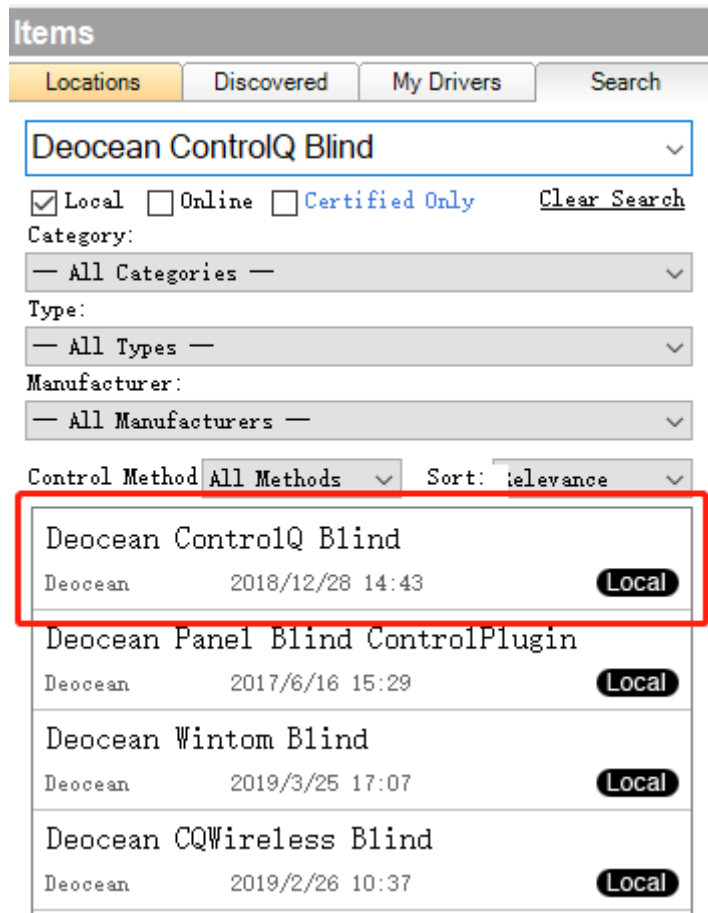 Items
Locations Discovered My Drivers Search
Deocean ControlQ Blind
Local Online Certified Only Clear Search
Category:
— All Categories —
Type:
— All Types —
Manufacturer:
— All Manufacturers —
Control Method All Methods Sort: elevance
Deocean ControlQ Blind
Deocean 2018/12/28 14:43 Local
Deocean Panel Blind ControlPlugin
Deocean 2017/6/16 15:29 Local
Deocean Wintom Blind
Deocean 2019/3/25 17:07 Local
Deocean CQWireless Blind
Deocean 2019/2/26 10:37 Local